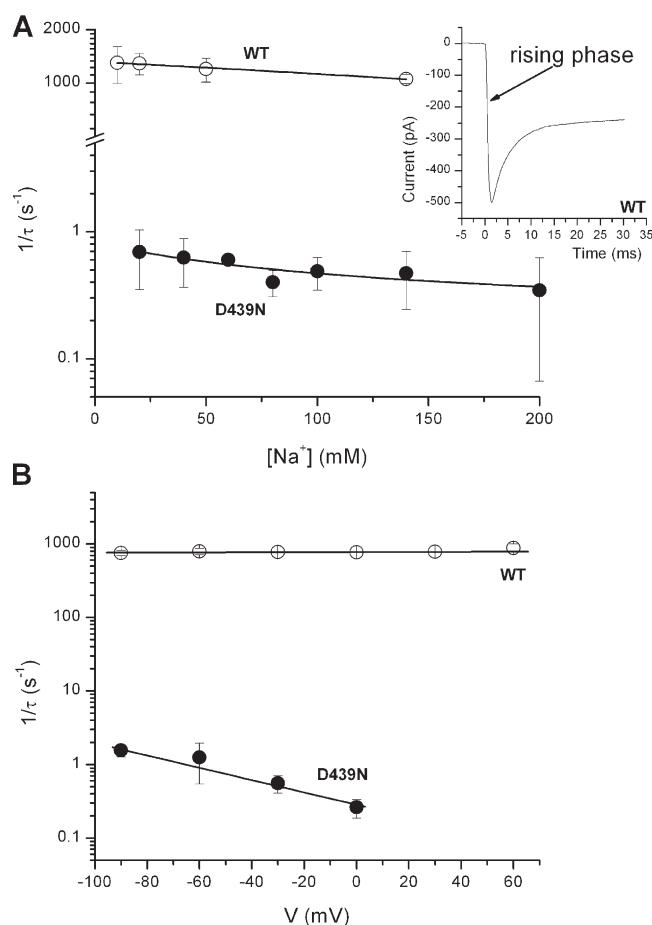 A
2000
1000
1
0.1
1/τ (s⁻¹)
WT
D439N
0 50 100 150 200
[Na⁺] (mM)
0
-100
-200
-300
-400
-500
Current (pA)
rising phase
WT
-5 0 5 10 15 20 25 30 35
Time (ms)
B
1000
100
10
1
0.1
1/τ (s⁻¹)
WT
D439N
-100 -80 -60 -40 -20 0 20 40 60
V (mV)